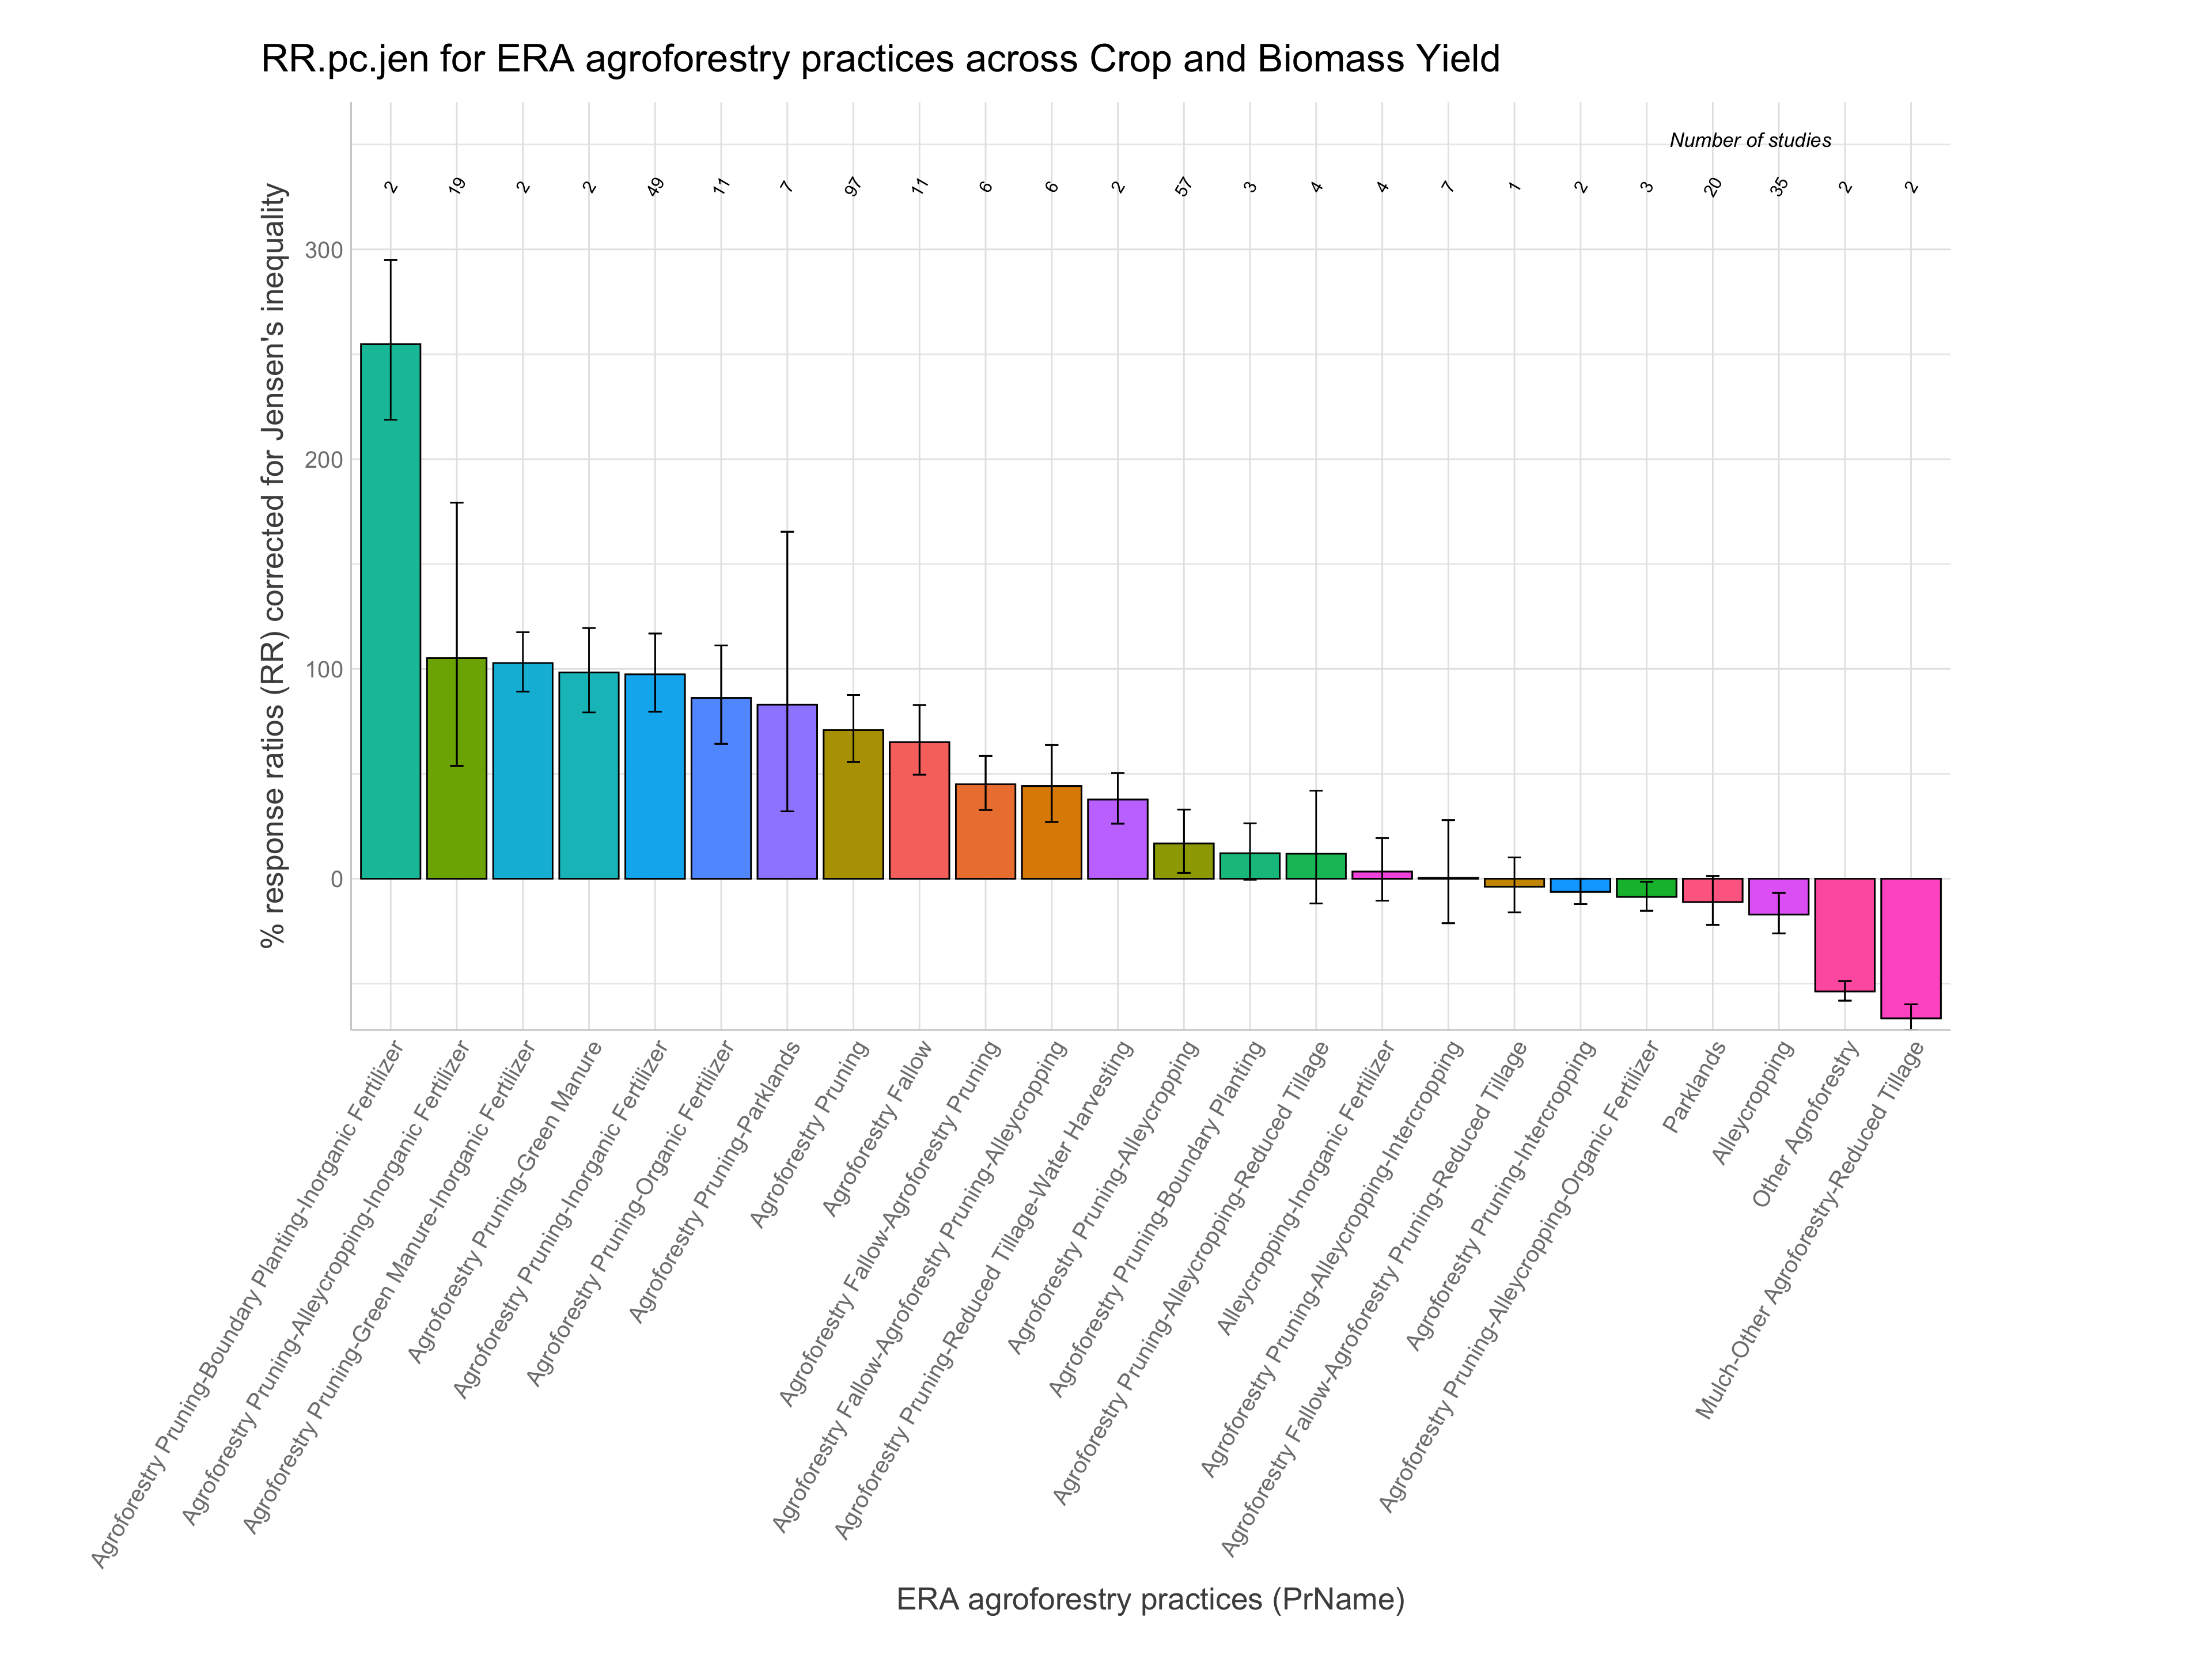 RR.pc.jen for ERA agroforestry practices across Crop and Biomass Yield
Number of studies
2
19
2
2
49
11
7
97
11
6
6
2
57
3
4
4
7
1
2
3
20
35
2
2
% response ratios (RR) corrected for Jensen's inequality
300
200
100
0
Agroforestry Pruning-Boundary Planting-Inorganic Fertilizer
Agroforestry Pruning-Alleycropping-Inorganic Fertilizer
Agroforestry Pruning-Green Manure-Inorganic Fertilizer
Agroforestry Pruning-Green Manure
Agroforestry Pruning-Inorganic Fertilizer
Agroforestry Pruning-Organic Fertilizer
Agroforestry Pruning-Parklands
Agroforestry Pruning
Agroforestry Fallow
Agroforestry Fallow-Agroforestry Pruning
Agroforestry Fallow-Agroforestry Pruning-Alleycropping
Agroforestry Pruning-Reduced Tillage-Water Harvesting
Agroforestry Pruning-Alleycropping
Agroforestry Pruning-Boundary Planting
Agroforestry Pruning-Alleycropping-Reduced Tillage
Alleycropping-Inorganic Fertilizer
Agroforestry Pruning-Alleycropping-Intercropping
Agroforestry Fallow-Agroforestry Pruning-Reduced Tillage
Agroforestry Pruning-Intercropping
Agroforestry Pruning-Alleycropping-Organic Fertilizer
Parklands
Alleycropping
Other Agroforestry
Mulch-Other Agroforestry-Reduced Tillage
ERA agroforestry practices (PrName)